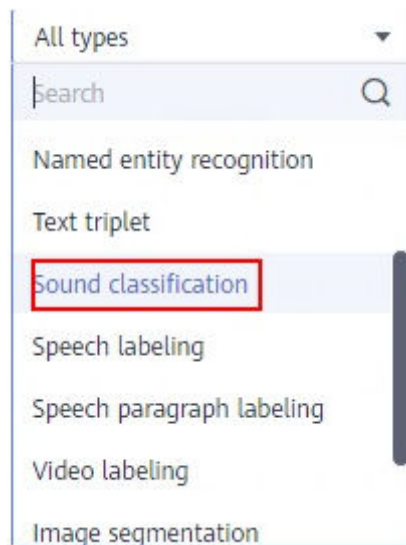 All types
Search
Named entity recognition
Text triplet
Sound classification
Speech labeling
Speech paragraph labeling
Video labeling
Image segmentation